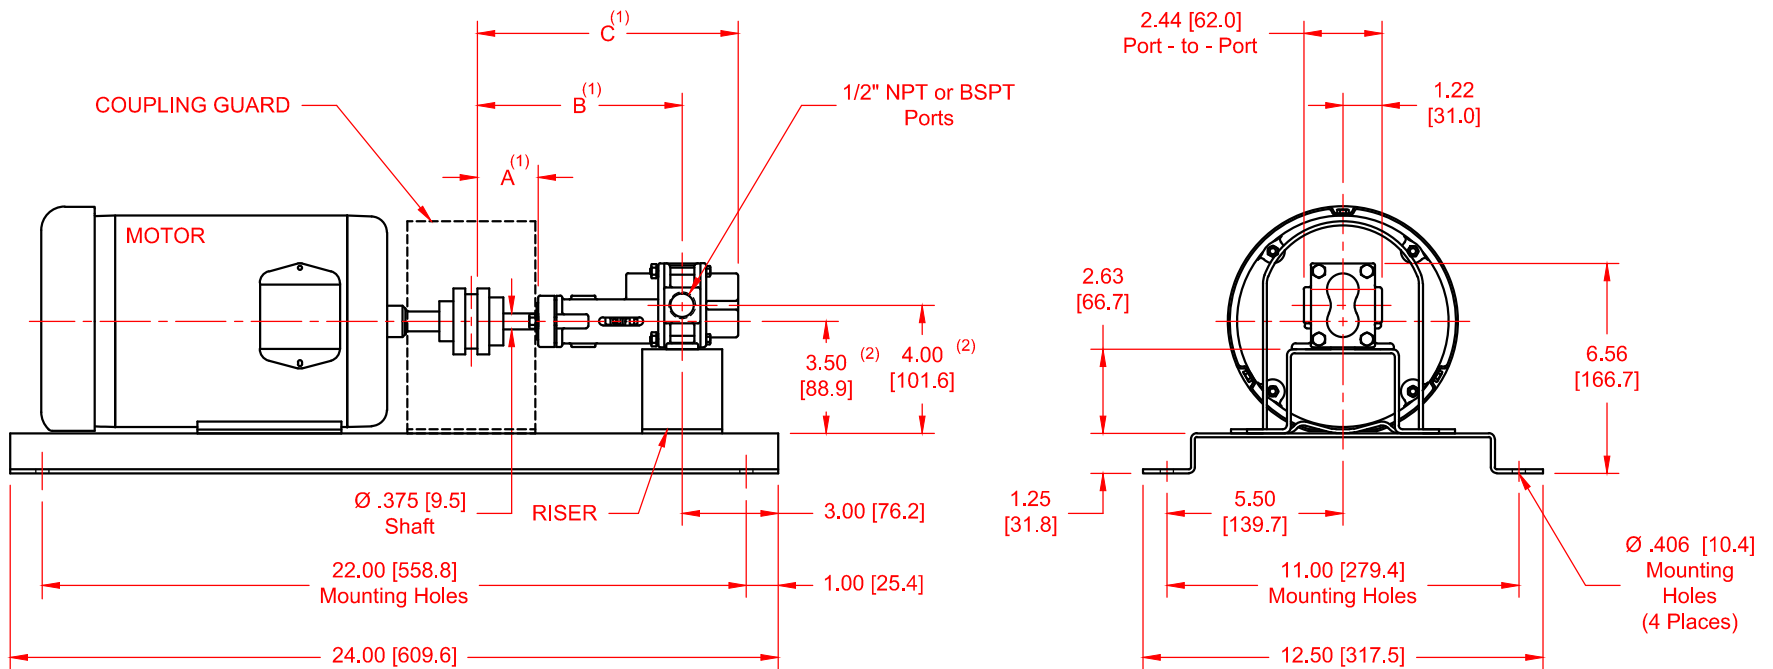 C(1)
2.44 [62.0]
Port - to - Port
COUPLING GUARD
B(1)
1/2" NPT or BSPT
Ports
1.22
[31.0]
A(1)
MOTOR
2.63
[66.7]
3.50 (2)
[88.9]
4.00 (2)
[101.6]
6.56
[166.7]
Ø .375 [9.5]
Shaft
RISER
3.00 [76.2]
1.25
[31.8]
5.50
[139.7]
Ø .406 [10.4]
Mounting
Holes
(4 Places)
22.00 [558.8]
Mounting Holes
1.00 [25.4]
11.00 [279.4]
Mounting Holes
24.00 [609.6]
12.50 [317.5]